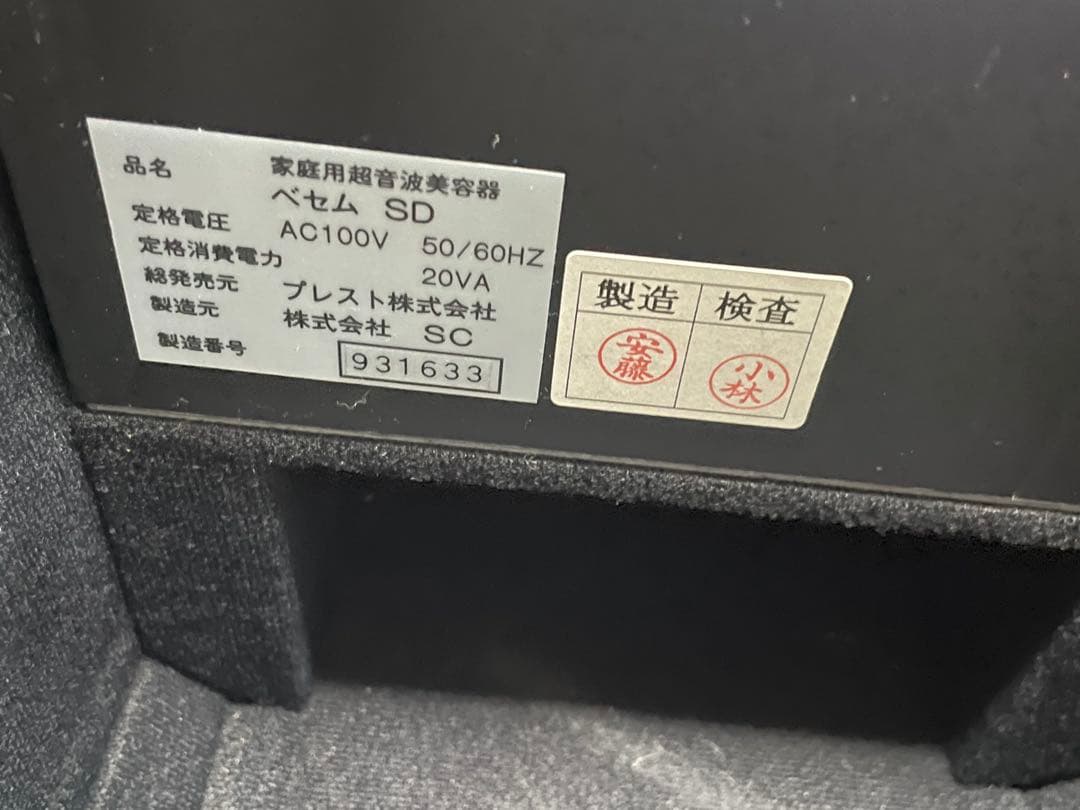 品名 家庭用超音波美容器
ベセム SD
定格電圧 AC100V 50/60HZ
定格消費電力 20VA
総発売元 プレスト株式会社
製造元 株式会社 SC
製造番号 931633
製造 検査
安藤 小林